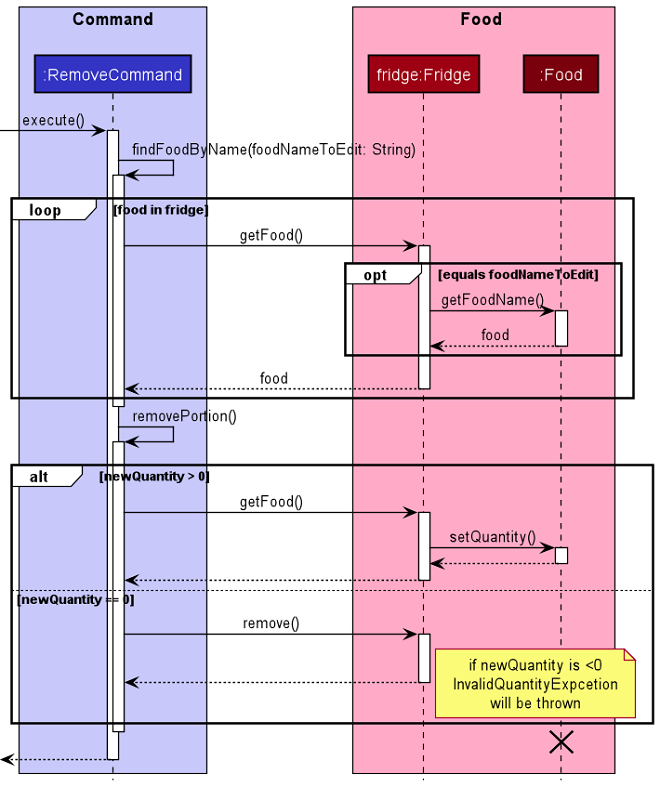 Command
Food
:RemoveCommand
fridge:Fridge
:Food
execute()
findFoodByName(foodNameToEdit: String)
loop
[food in fridge]
getFood()
opt
[equals foodNameToEdit]
getFoodName()
food
food
removePortion()
alt
[newQuantity > 0]
getFood()
setQuantity()
[newQuantity == 0]
remove()
if newQuantity is <0
InvalidQuantityExpcetion
will be thrown